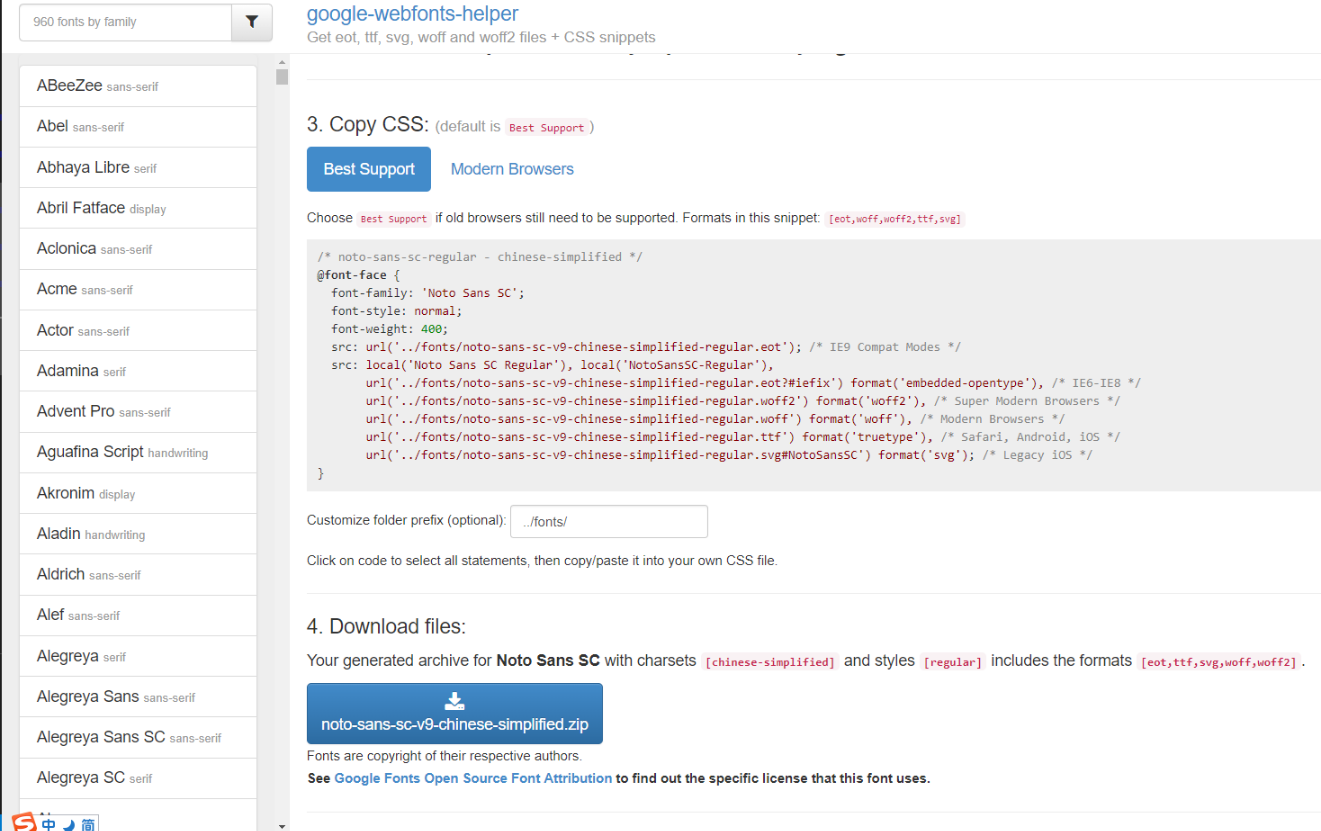 960 fonts by family
google-webfonts-helper
Get eot, ttf, svg, woff and woff2 files + CSS snippets
ABeeZee sans-serif
Abel sans-serif
Abhaya Libre serif
Abril Fatface display
Aclonica sans-serif
Acme sans-serif
Actor sans-serif
Adamina serif
Advent Pro sans-serif
Aguafina Script handwriting
Akronim display
Aladin handwriting
Aldrich sans-serif
Alef sans-serif
Alegreya serif
Alegreya Sans sans-serif
Alegreya Sans SC sans-serif
Alegreya SC serif
中 简
3. Copy CSS: (default is Best Support )
Best Support Modern Browsers
Choose Best Support if old browsers still need to be supported. Formats in this snippet: [eot,woff,woff2,ttf,svg]
/* noto-sans-sc-regular - chinese-simplified */
@font-face {
font-family: 'Noto Sans SC';
font-style: normal;
font-weight: 400;
src: url('../fonts/noto-sans-sc-v9-chinese-simplified-regular.eot'); /* IE9 Compat Modes */
src: local('Noto Sans SC Regular'), local('NotoSansSC-Regular'),
url('../fonts/noto-sans-sc-v9-chinese-simplified-regular.eot?#iefix') format('embedded-opentype'), /* IE6-IE8 */
url('../fonts/noto-sans-sc-v9-chinese-simplified-regular.woff2') format('woff2'), /* Super Modern Browsers */
url('../fonts/noto-sans-sc-v9-chinese-simplified-regular.woff') format('woff'), /* Modern Browsers */
url('../fonts/noto-sans-sc-v9-chinese-simplified-regular.ttf') format('truetype'), /* Safari, Android, iOS */
url('../fonts/noto-sans-sc-v9-chinese-simplified-regular.svg#NotoSansSC') format('svg'); /* Legacy iOS */
}
Customize folder prefix (optional): ../fonts/
Click on code to select all statements, then copy/paste it into your own CSS file.
4. Download files:
Your generated archive for Noto Sans SC with charsets [chinese-simplified] and styles [regular] includes the formats [eot,ttf,svg,woff,woff2] .
noto-sans-sc-v9-chinese-simplified.zip
Fonts are copyright of their respective authors.
See Google Fonts Open Source Font Attribution to find out the specific license that this font uses.